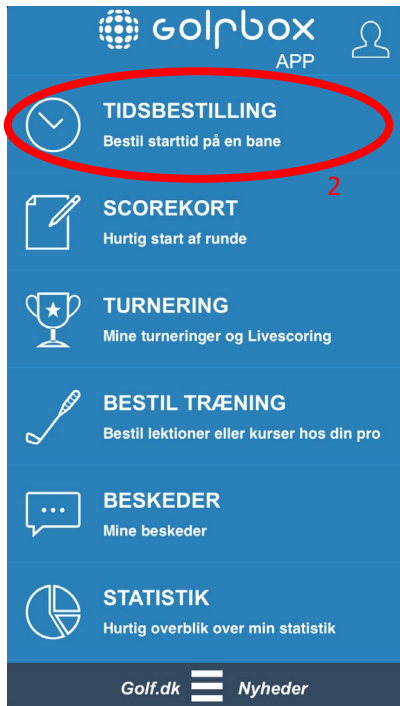 GOLFBOX
APP
TIDSBESTILLING
Bestil starttid på en bane
2
SCOREKORT
Hurtig start af runde
TURNERING
Mine turneringer og Livescoring
BESTIL TRÆNING
Bestil lektioner eller kurser hos din pro
BESKEDER
Mine beskeder
STATISTIK
Hurtig overblik over min statistik
Golf.dk Nyheder